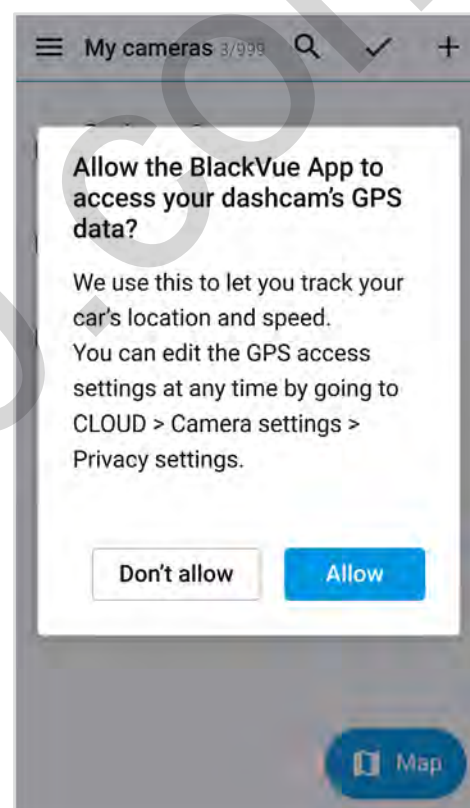 My cameras 3/999
Allow the BlackVue App to
access your dashcam's GPS
data?
We use this to let you track your
car's location and speed.
You can edit the GPS access
settings at any time by going to
CLOUD > Camera settings >
Privacy settings.
Don't allow Allow
Map